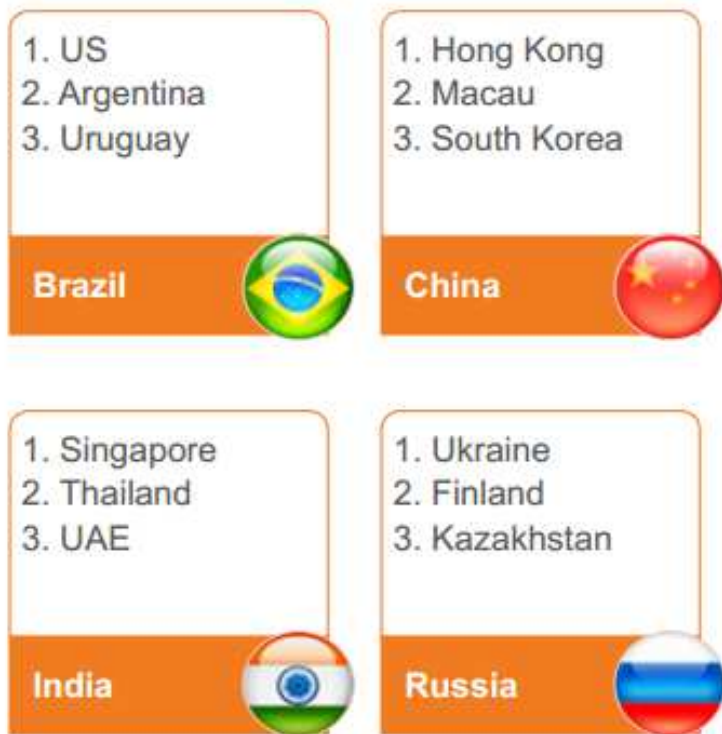 1. US
2. Argentina
3. Uruguay
Brazil
1. Hong Kong
2. Macau
3. South Korea
China
1. Singapore
2. Thailand
3. UAE
India
1. Ukraine
2. Finland
3. Kazakhstan
Russia